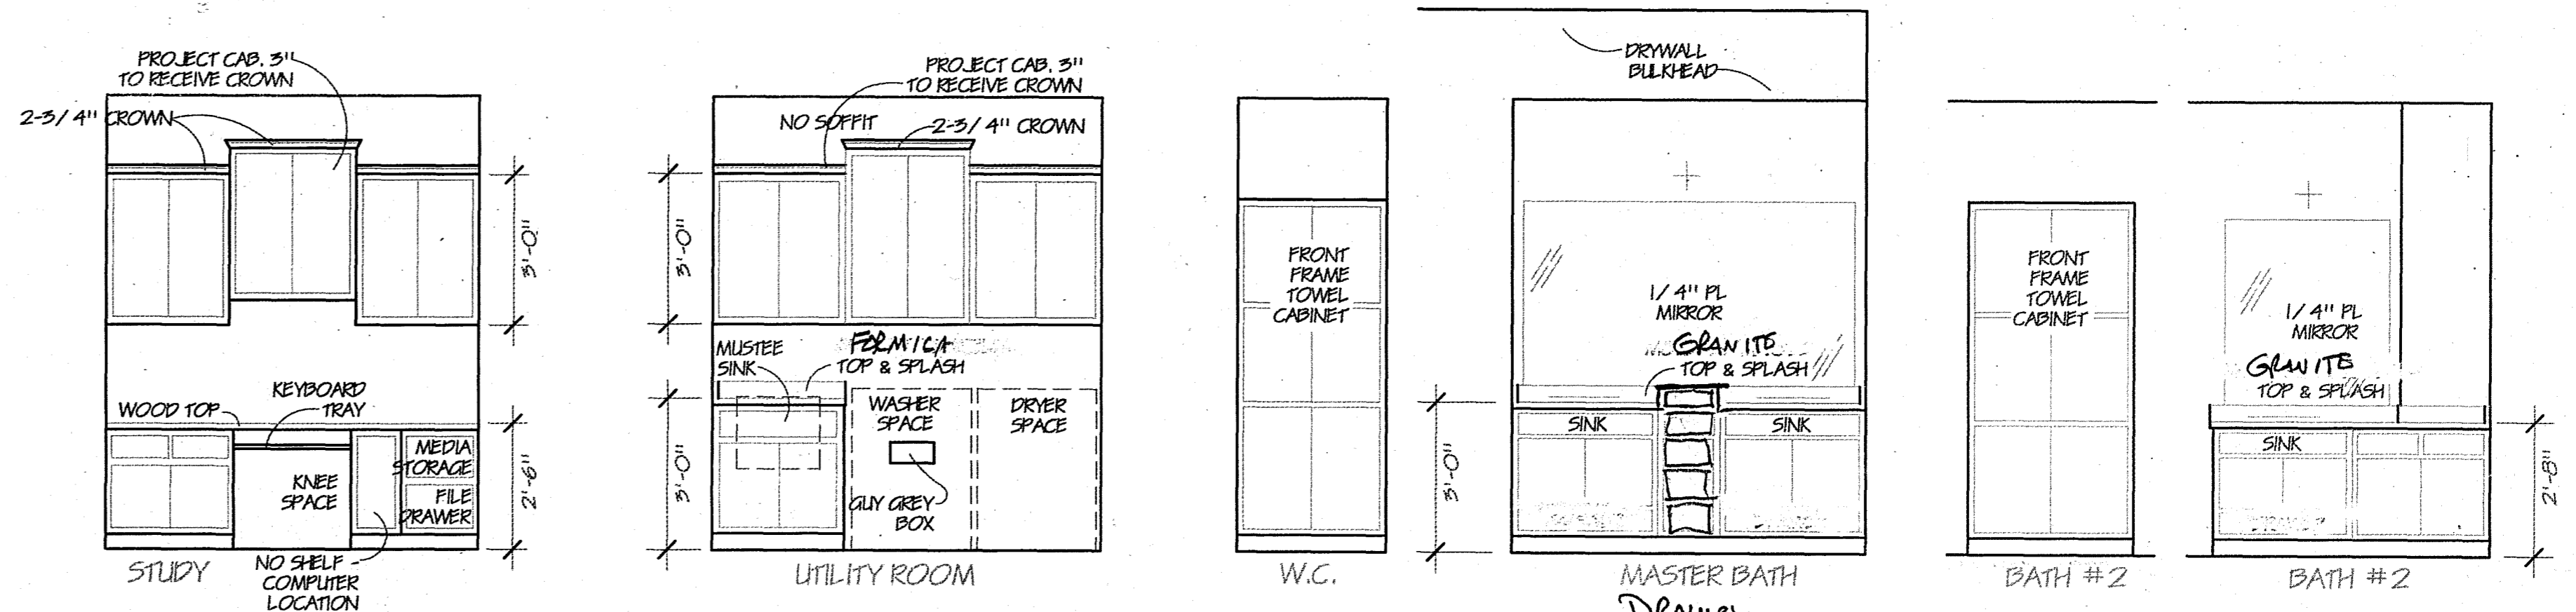 PROJECT CAB. 3"
TO RECEIVE CROWN
2-3/4" CROWN
3'-0"
KEYBOARD
TRAY
WOOD TOP
KNEE
SPACE
MEDIA
STORAGE
FILE
DRAWER
2'-6"
NO SHELF -
COMPUTER
LOCATION
STUDY
PROJECT CAB. 3"
TO RECEIVE CROWN
NO SOFFIT
2-3/4" CROWN
3'-0"
MUSTEE
SINK
FORMICA
TOP & SPLASH
WASHER
SPACE
DRYER
SPACE
GUY GREY
BOX
3'-0"
UTILITY ROOM
FRONT
FRAME
TOWEL
CABINET
W.C.
DRYWALL
BULKHEAD
1/4" PL
MIRROR
GRANITE
TOP & SPLASH
SINK
SINK
3'-0"
MASTER BATH
FRONT
FRAME
TOWEL
CABINET
BATH #2
1/4" PL
MIRROR
GRANITE
TOP & SPLASH
SINK
2'-8"
BATH #2